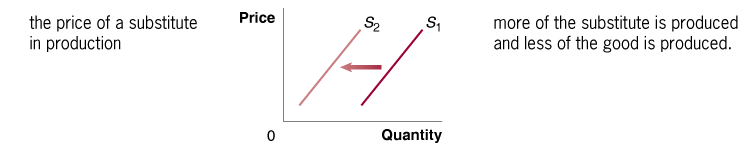 the price of a substitute
in production
Price
S2
S1
0
Quantity
more of the substitute is produced
and less of the good is produced.